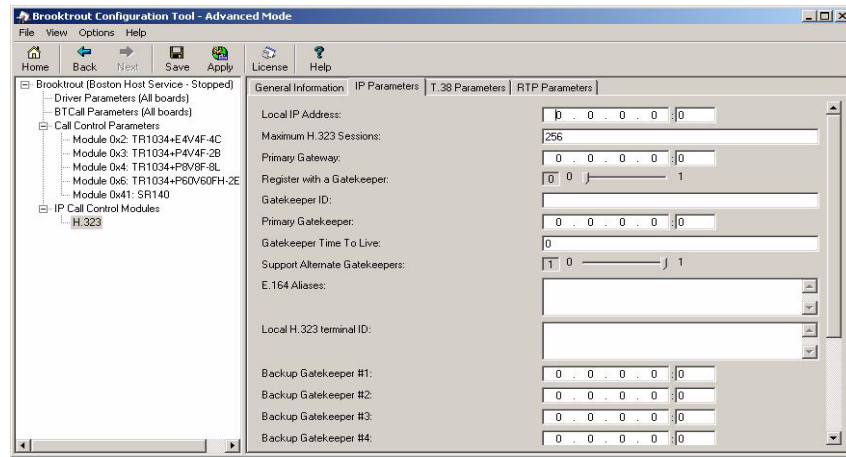 Brooktrout Configuration Tool - Advanced Mode
File View Options Help
Home Back Next Save Apply License Help
Brooktrout (Boston Host Service - Stopped)
Driver Parameters (All boards)
BTCall Parameters (All boards)
Call Control Parameters
Module 0x2: TR1034+E4V4F-4C
Module 0x3: TR1034+P4V4F-2B
Module 0x4: TR1034+P8V8F-8L
Module 0x6: TR1034+P60V60FH-2E
Module 0x41: SR140
IP Call Control Modules
H.323
General Information IP Parameters T.38 Parameters RTP Parameters
Local IP Address: 0 . 0 . 0 . 0 : 0
Maximum H.323 Sessions: 256
Primary Gateway: 0 . 0 . 0 . 0 : 0
Register with a Gatekeeper: 0 0 1
Gatekeeper ID:
Primary Gatekeeper: 0 . 0 . 0 . 0 : 0
Gatekeeper Time To Live: 0
Support Alternate Gatekeepers: 1 0 1
E.164 Aliases:
Local H.323 terminal ID:
Backup Gatekeeper #1: 0 . 0 . 0 . 0 : 0
Backup Gatekeeper #2: 0 . 0 . 0 . 0 : 0
Backup Gatekeeper #3: 0 . 0 . 0 . 0 : 0
Backup Gatekeeper #4: 0 . 0 . 0 . 0 : 0